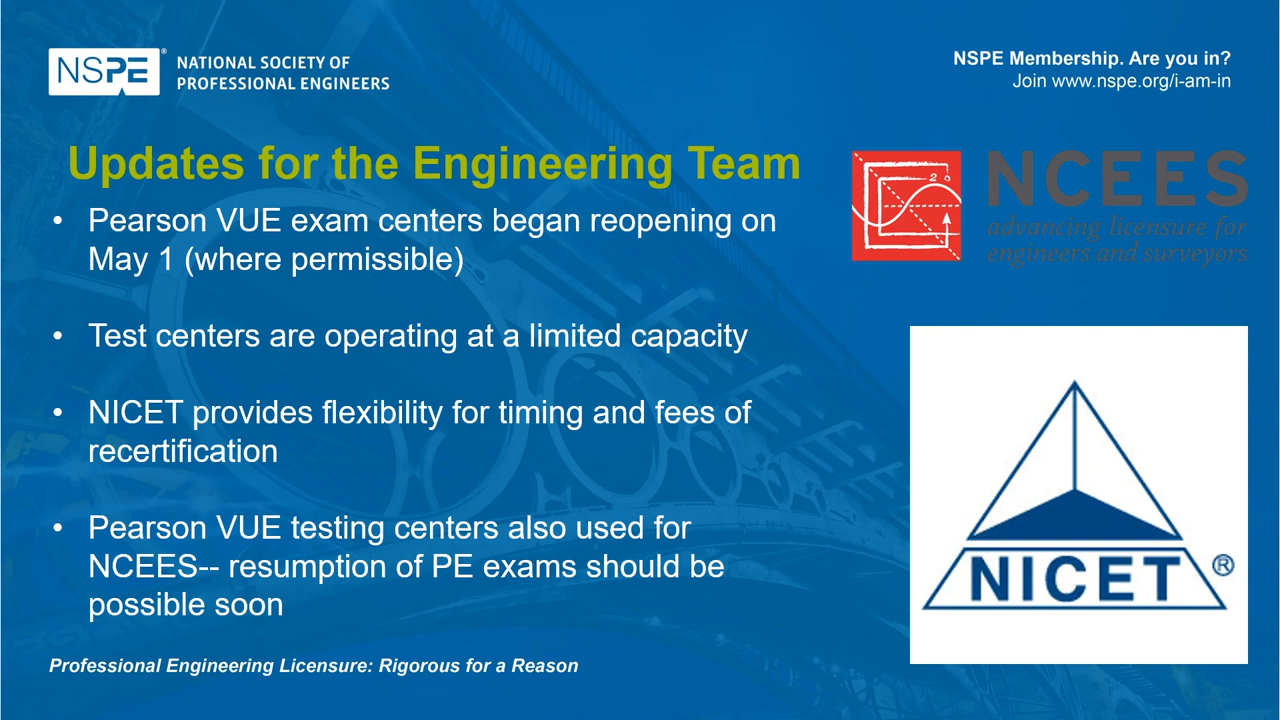 NSPE®
NATIONAL SOCIETY OF
PROFESSIONAL ENGINEERS
NSPE Membership. Are you in?
Join www.nspe.org/i-am-in
Updates for the Engineering Team
• Pearson VUE exam centers began reopening on
May 1 (where permissible)
• Test centers are operating at a limited capacity
• NICET provides flexibility for timing and fees of
recertification
• Pearson VUE testing centers also used for
NCEES-- resumption of PE exams should be
possible soon
Professional Engineering Licensure: Rigorous for a Reason
NCEES
advancing licensure for
engineers and surveyors
NICET®